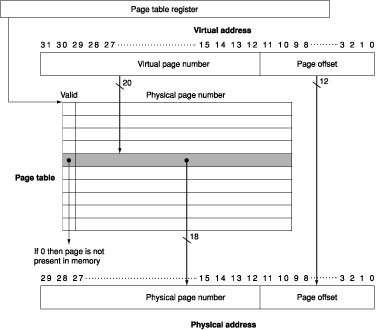 Page table register
Virtual address
31 30 29 28 27 ........................ 15 14 13 12 11 10 9 8 ........ 3 2 1 0
Virtual page number Page offset
20 12
Valid Physical page number
Page table
18
If 0 then page is not
present in memory
29 28 27 ........................ 15 14 13 12 11 10 9 8 ........ 3 2 1 0
Physical page number Page offset
Physical address